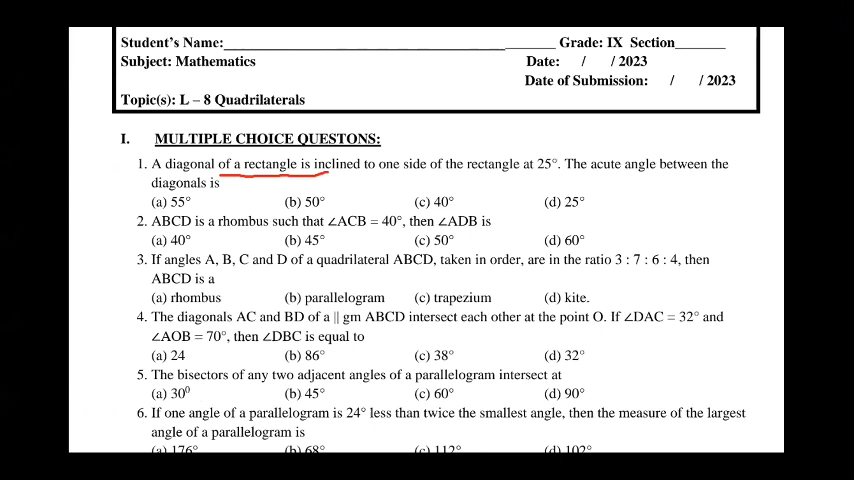 Student's Name:____________________________________________ Grade: IX Section_______
Subject: Mathematics Date: / / 2023
Date of Submission: / / 2023
Topic(s): L – 8 Quadrilaterals
I. MULTIPLE CHOICE QUESTONS:
1. A diagonal of a rectangle is inclined to one side of the rectangle at 25°. The acute angle between the
diagonals is
(a) 55° (b) 50° (c) 40° (d) 25°
2. ABCD is a rhombus such that ∠ACB = 40°, then ∠ADB is
(a) 40° (b) 45° (c) 50° (d) 60°
3. If angles A, B, C and D of a quadrilateral ABCD, taken in order, are in the ratio 3 : 7 : 6 : 4, then
ABCD is a
(a) rhombus (b) parallelogram (c) trapezium (d) kite.
4. The diagonals AC and BD of a || gm ABCD intersect each other at the point O. If ∠DAC = 32° and
∠AOB = 70°, then ∠DBC is equal to
(a) 24 (b) 86° (c) 38° (d) 32°
5. The bisectors of any two adjacent angles of a parallelogram intersect at
(a) 30⁰ (b) 45° (c) 60° (d) 90°
6. If one angle of a parallelogram is 24° less than twice the smallest angle, then the measure of the largest
angle of a parallelogram is
(a) 176° (b) 68° (c) 112° (d) 102°